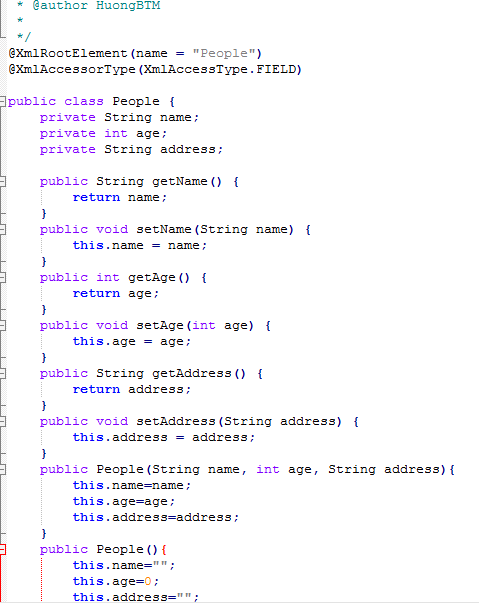 * @author HuongBTM
*
*/
@XmlRootElement(name = "People")
@XmlAccessorType(XmlAccessType.FIELD)
public class People {
private String name;
private int age;
private String address;
public String getName() {
return name;
}
public void setName(String name) {
this.name = name;
}
public int getAge() {
return age;
}
public void setAge(int age) {
this.age = age;
}
public String getAddress() {
return address;
}
public void setAddress(String address) {
this.address = address;
}
public People(String name, int age, String address){
this.name=name;
this.age=age;
this.address=address;
}
public People(){
this.name="";
this.age=0;
this.address="";